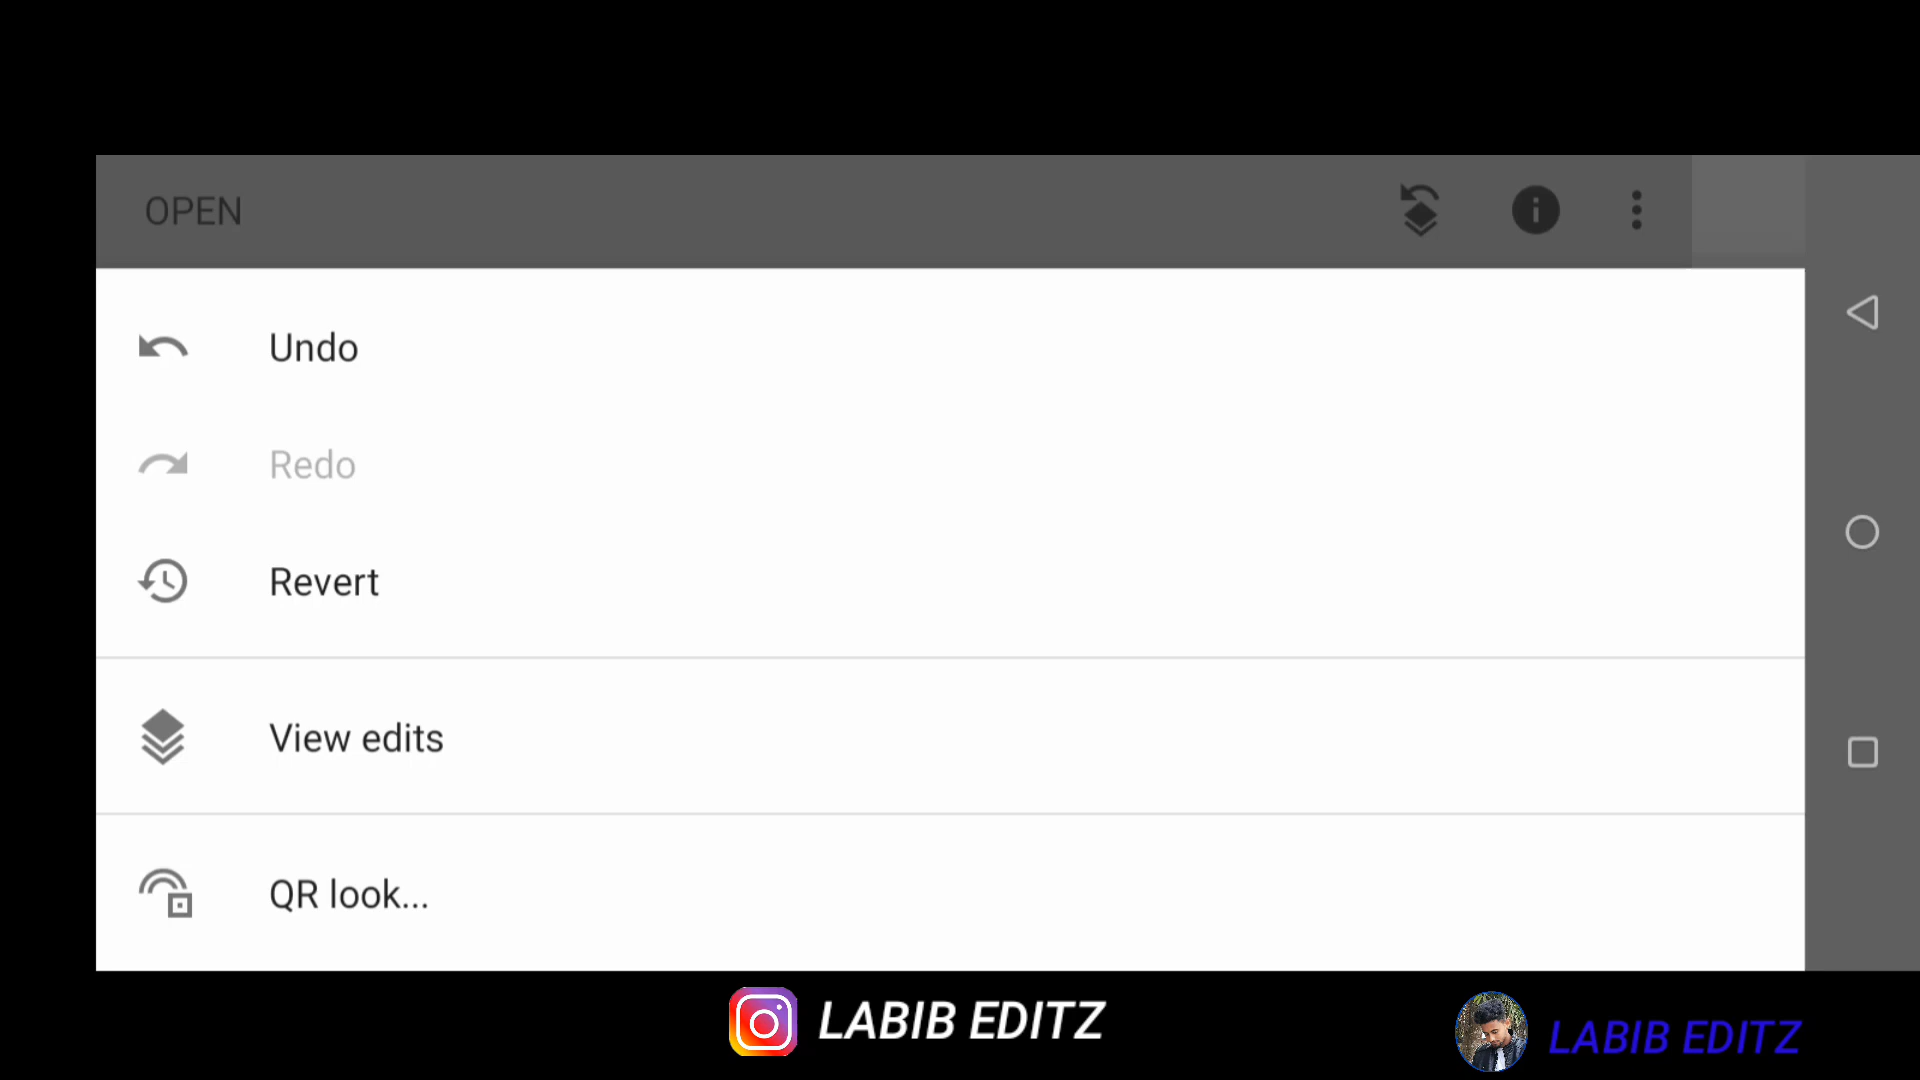 OPEN
Undo
Redo
Revert
View edits
QR look...
LABIB EDITZ
LABIB EDITZ